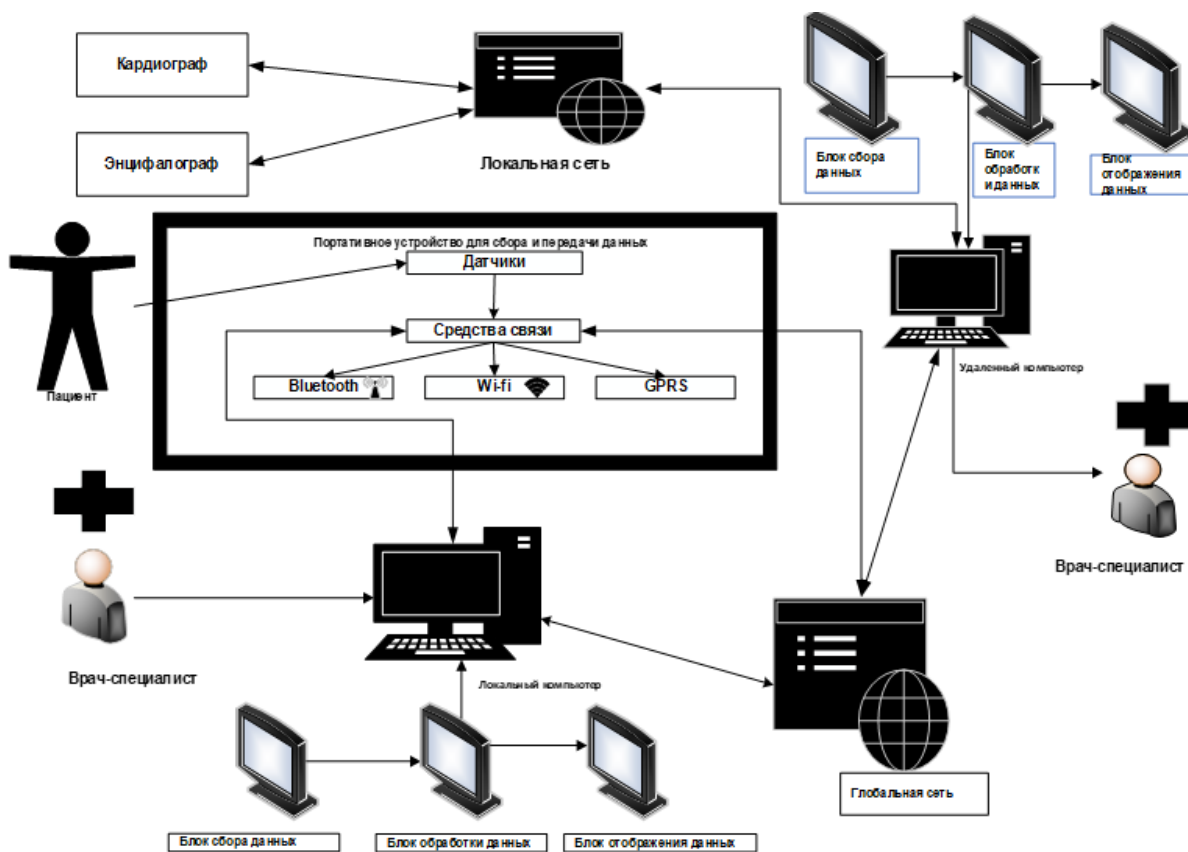 Кардиограф
Энцифалограф
Локальная сеть
Блок сбора
данных
Блок
обработк
и данных
Блок
отображения
данных
Портативное устройство для сбора и передачи данных
Датчики
Средства связи
Bluetooth
Wi-fi
GPRS
Пациент
Удаленный компьютер
Врач-специалист
Врач-специалист
Локальный компьютер
Глобальная сеть
Блок сбора данных
Блок обработки данных
Блок отображения данных